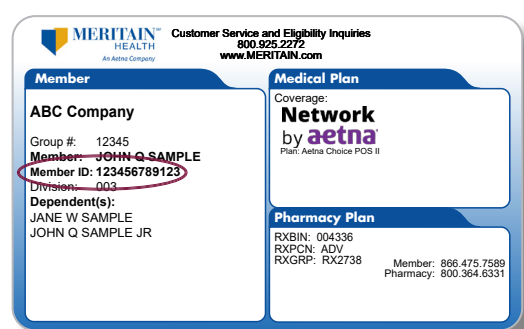 MERITAIN™
HEALTH
An Aetna Company
Customer Service and Eligibility Inquiries
800.925.2272
www.MERITAIN.com
Member
ABC Company
Group #: 12345
Member: JOHN Q SAMPLE
Member ID: 123456789123
Division: 003
Dependent(s):
JANE W SAMPLE
JOHN Q SAMPLE JR
Medical Plan
Coverage:
Network
by aetna
Plan: Aetna Choice POS II
Pharmacy Plan
RXBIN: 004336
RXPCN: ADV
RXGRP: RX2738
Member: 866.475.7589
Pharmacy: 800.364.6331